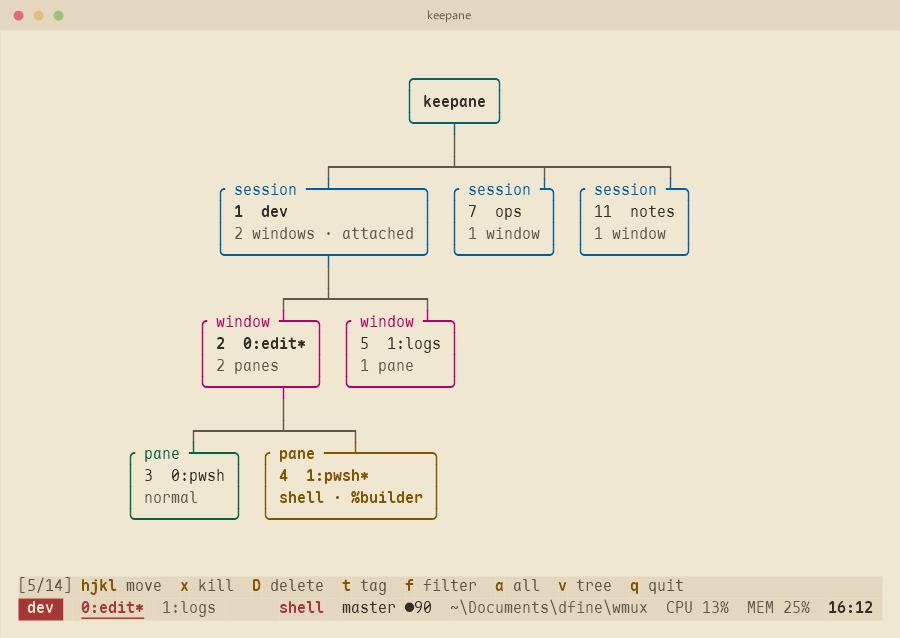 keepane
keepane
session session session
1 dev 7 ops 11 notes
2 windows · attached 1 window 1 window
window window
2 0:edit* 5 1:logs
2 panes 1 pane
pane pane
3 0:pwsh 4 1:pwsh*
normal shell · %builder
[5/14] hjkl move x kill D delete t tag f filter a all v tree q quit
dev 0:edit* 1:logs shell master ●90 ~\Documents\dfine\wmux CPU 13% MEM 25% 16:12